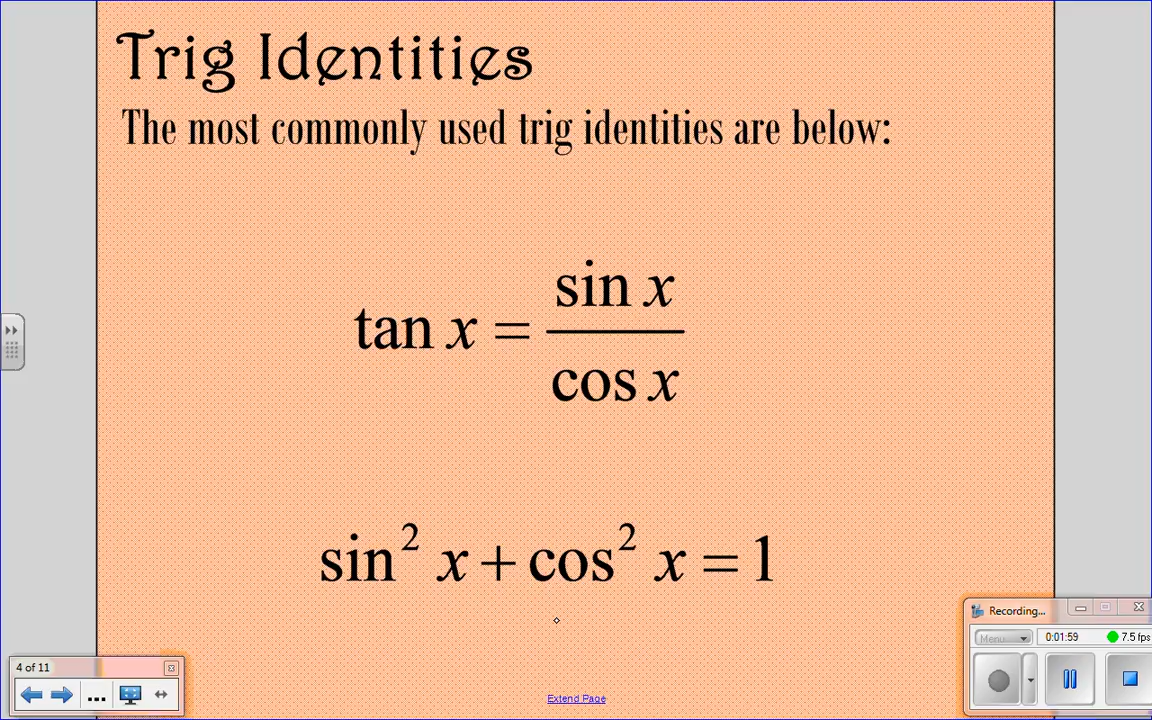 Trig Identities
The most commonly used trig identities are below:
tan x = sin x / cos x
sin² x + cos² x = 1
Recording...
Menu
0:01:59
7.5 fps
4 of 11
...
Extend Page